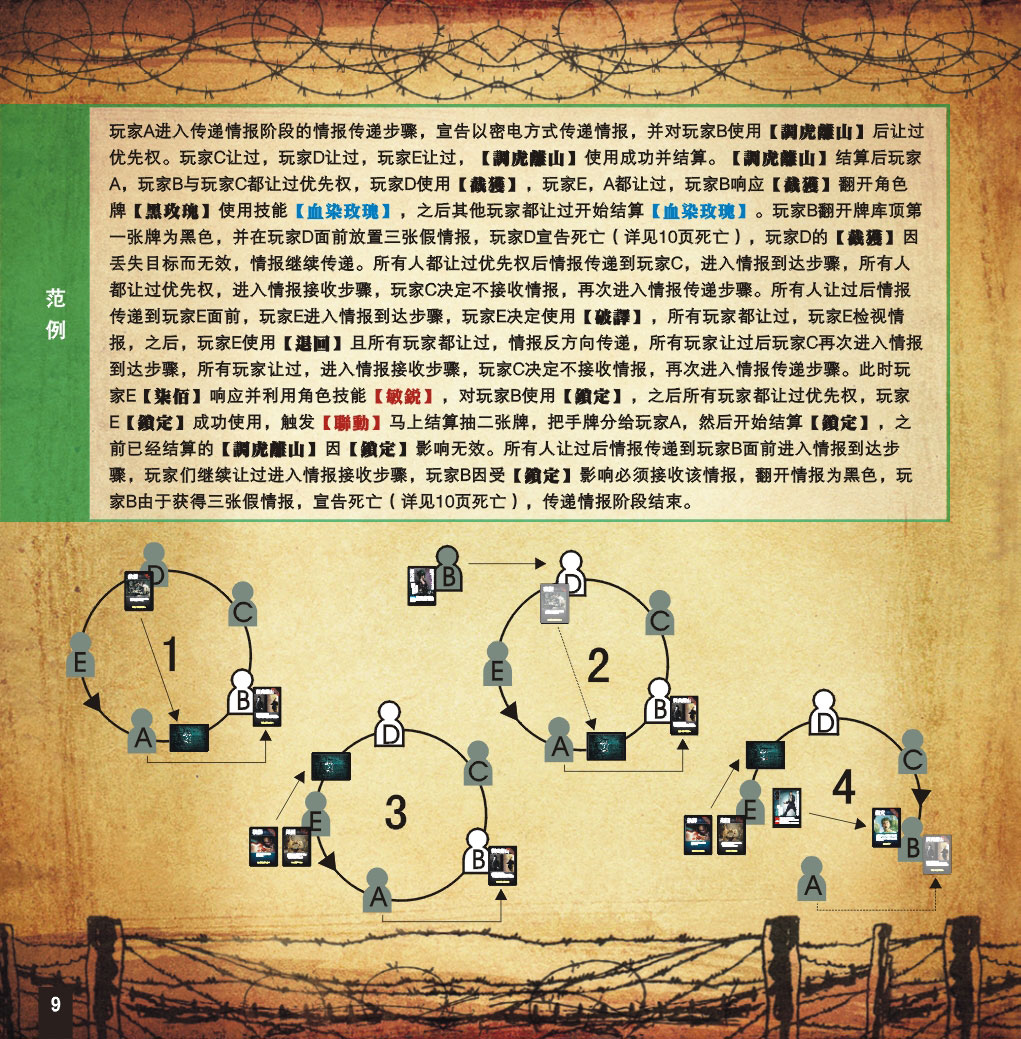 范
例
玩家A进入传递情报阶段的情报传递步骤，宣告以密电方式传递情报，并对玩家B使用【調虎離山】后让过
优先权。玩家C让过，玩家D让过，玩家E让过，【調虎離山】使用成功并结算。【調虎離山】结算后玩家
A，玩家B与玩家C都让过优先权，玩家D使用【截獲】，玩家E，A都让过，玩家B响应【截獲】翻开角色
牌【黑玫瑰】使用技能【血染玫瑰】，之后其他玩家都让过开始结算【血染玫瑰】。玩家B翻开牌库顶第
一张牌为黑色，并在玩家D面前放置三张假情报，玩家D宣告死亡（详见10页死亡），玩家D的【截獲】因
丢失目标而无效，情报继续传递。所有人都让过优先权后情报传递到玩家C，进入情报到达步骤，所有人
都让过优先权，进入情报接收步骤，玩家C决定不接收情报，再次进入情报传递步骤。所有人让过后情报
传递到玩家E面前，玩家E进入情报到达步骤，玩家E决定使用【破譯】，所有玩家都让过，玩家E检视情
报，之后，玩家E使用【退回】且所有玩家都让过，情报反方向传递，所有玩家让过后玩家C再次进入情报
到达步骤，所有玩家让过，进入情报接收步骤，玩家C决定不接收情报，再次进入情报传递步骤。此时玩
家E【柒佰】响应并利用角色技能【敏鋭】，对玩家B使用【鎖定】，之后所有玩家都让过优先权，玩家
E【鎖定】成功使用，触发【聯動】马上结算抽二张牌，把手牌分给玩家A，然后开始结算【鎖定】，之
前已经结算的【調虎離山】因【鎖定】影响无效。所有人让过后情报传递到玩家B面前进入情报到达步
骤，玩家们继续让过进入情报接收步骤，玩家B因受【鎖定】影响必须接收该情报，翻开情报为黑色，玩
家B由于获得三张假情报，宣告死亡（详见10页死亡），传递情报阶段结束。
D
C
E
1
B
A
B
D
C
E
2
B
A
D
C
E
3
B
A
D
C
E
4
B
A
9